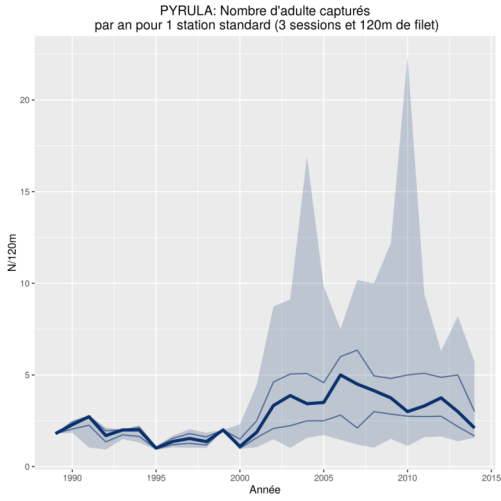 PYRULA: Nombre d'adulte capturés
par an pour 1 station standard (3 sessions et 120m de filet)
20
15
10
5
0
N/120m
1990
1995
2000
2005
2010
2015
Année